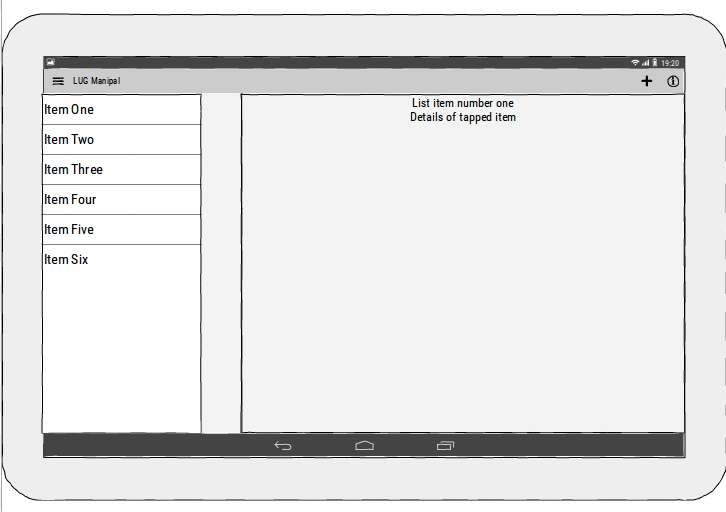 19:20
LUG Manipal
Item One
Item Two
Item Three
Item Four
Item Five
Item Six
List item number one
Details of tapped item